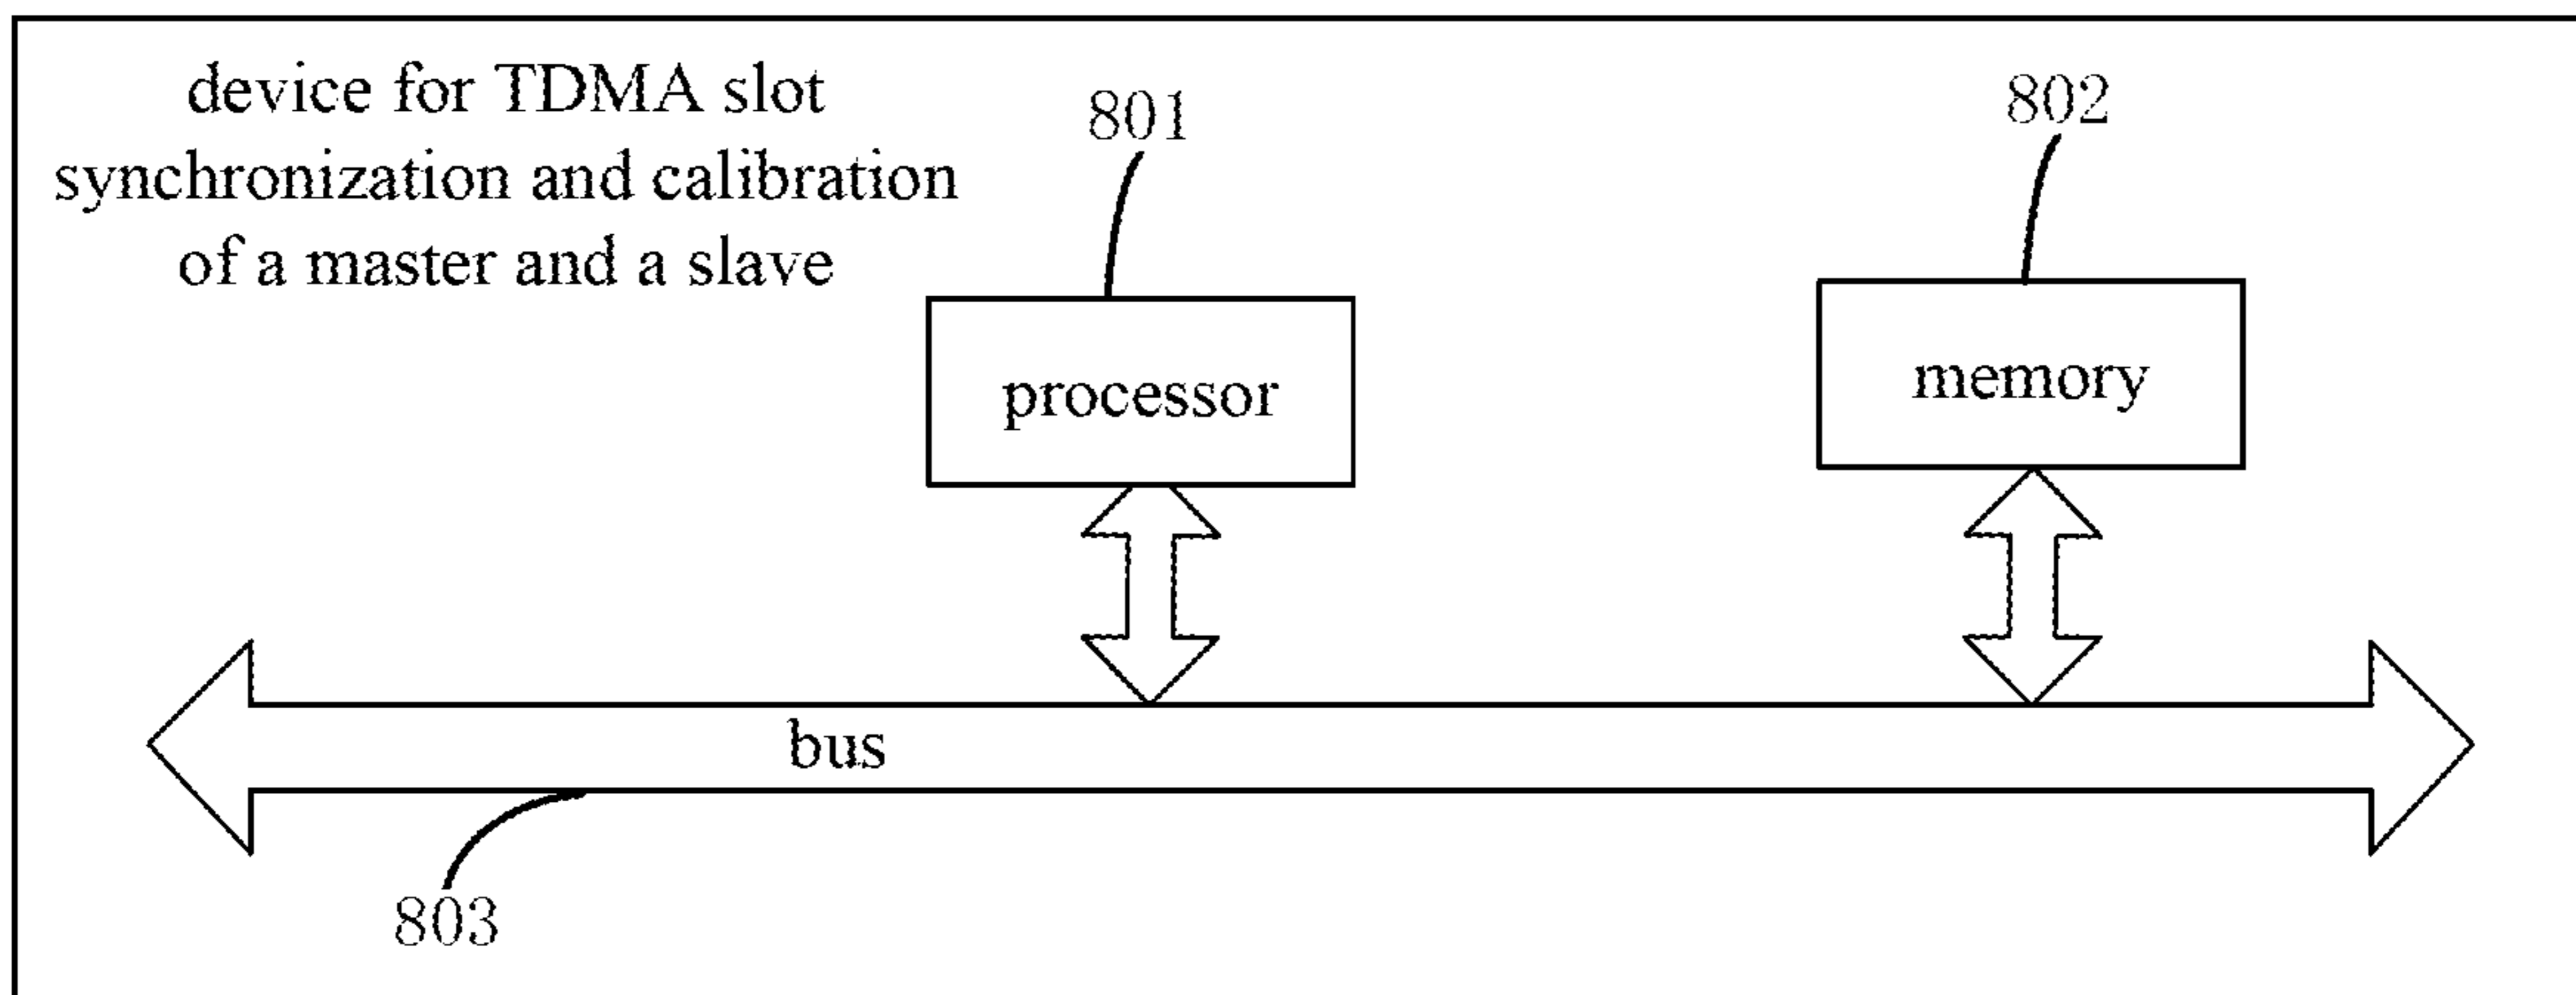 device for TDMA slot
synchronization and calibration
of a master and a slave
801
802
processor
memory
bus
803